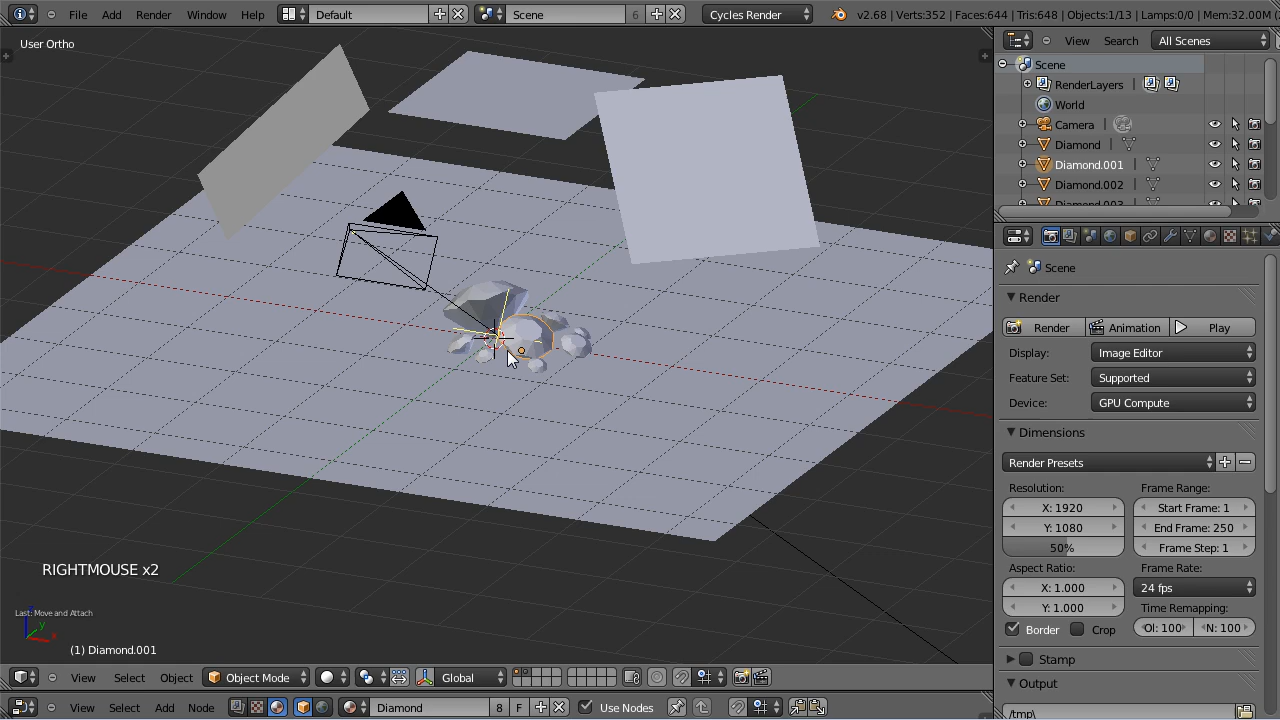 File Add Render Window Help Default Scene 6 Cycles Render v2.68 | Verts:352 | Faces:644 | Tris:648 | Objects:1/13 | Lamps:0/0 | Mem:32.00M
User Ortho
View Search All Scenes
Scene
RenderLayers
World
Camera
Diamond
Diamond.001
Diamond.002
Diamond.003
Scene
Render
Render Animation Play
Display: Image Editor
Feature Set: Supported
Device: GPU Compute
Dimensions
Render Presets
Resolution: Frame Range:
X: 1920 Start Frame: 1
Y: 1080 End Frame: 250
50% Frame Step: 1
Aspect Ratio: Frame Rate:
X: 1.000 24 fps
Y: 1.000 Time Remapping:
Border Crop Ol: 100 N: 100
Stamp
Output
/tmp\
RIGHTMOUSE x2
Last: Move and Attach
z
y
x
(1) Diamond.001
View Select Object Object Mode Global
View Select Add Node Diamond 8 F Use Nodes